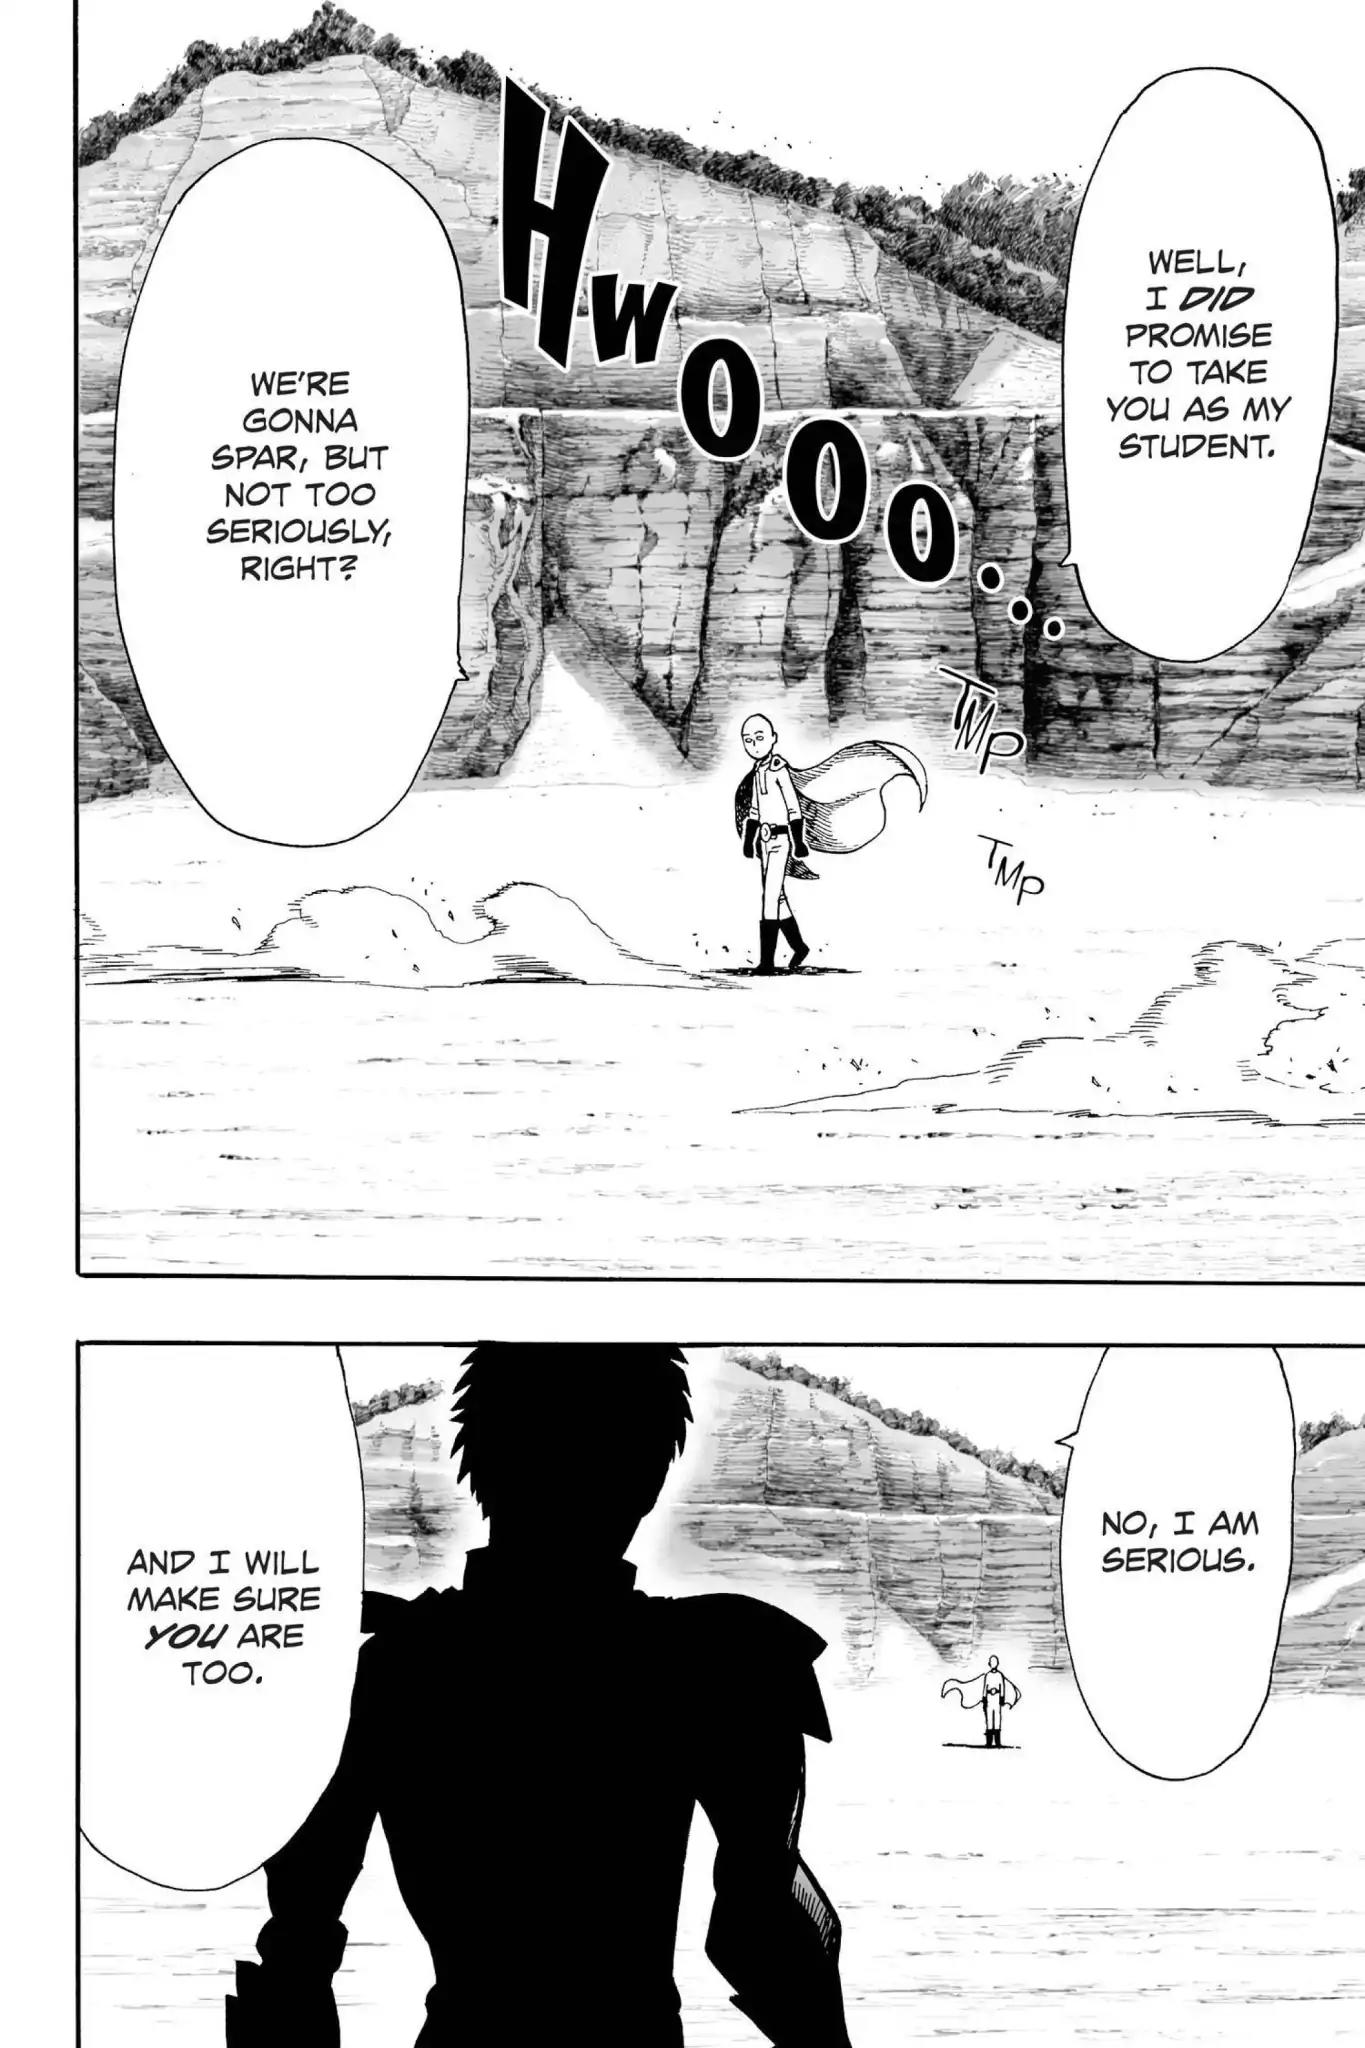 WELL,
I DID
PROMISE
TO TAKE
YOU AS MY
STUDENT.
HWOOO...
WE'RE
GONNA
SPAR, BUT
NOT TOO
SERIOUSLY,
RIGHT?
TMP
TMP
NO, I AM
SERIOUS.
AND I WILL
MAKE SURE
YOU ARE
TOO.